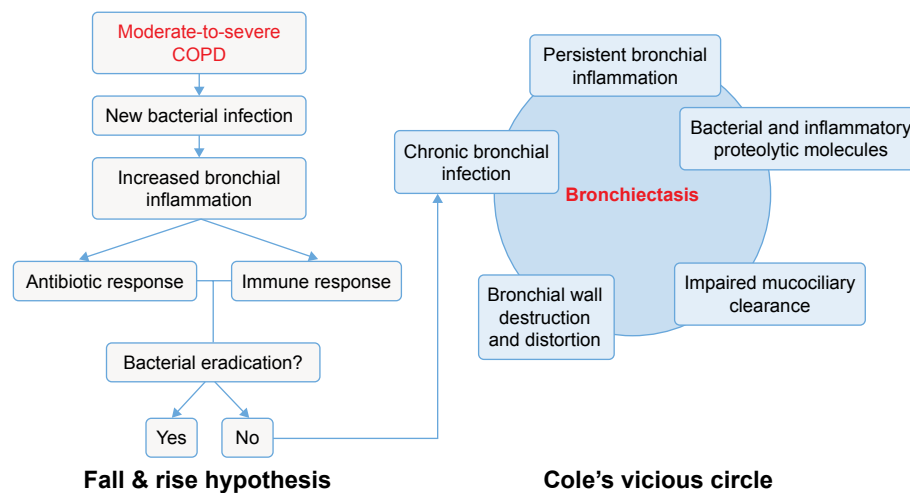 Moderate-to-severe
COPD
New bacterial infection
Increased bronchial
inflammation
Antibiotic response
Immune response
Bacterial eradication?
Yes
No
Fall & rise hypothesis
Persistent bronchial
inflammation
Bacterial and inflammatory
proteolytic molecules
Chronic bronchial
infection
Bronchiectasis
Impaired mucociliary
clearance
Bronchial wall
destruction
and distortion
Cole’s vicious circle